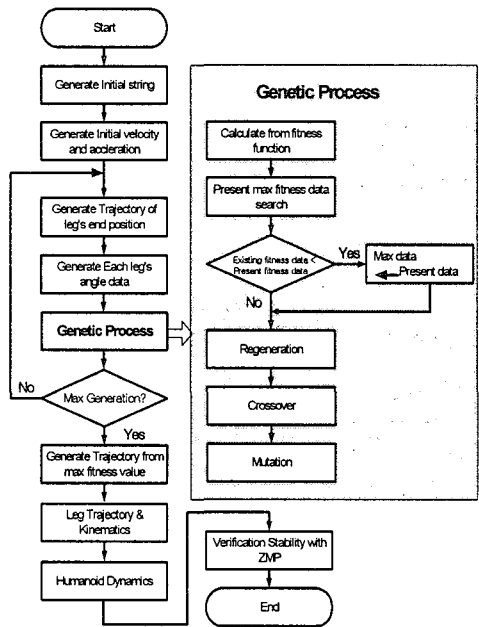 Start
Generate Initial string
Generate Initial velocity
and accleration
Generate Trajectory of
leg's end position
Generate Each leg's
angle data
Genetic Process
No
Max Generation?
Yes
Generate Trajectory from
max fitness value
Leg Trajectory &
Kinematics
Humanoid Dynamics
Genetic Process
Calculate from fitness
function
Present max fitness data
search
Existing fitness data <
Present fitness data
Yes
Max data
Present data
No
Regeneration
Crossover
Mutation
Verification Stability with
ZMP
End